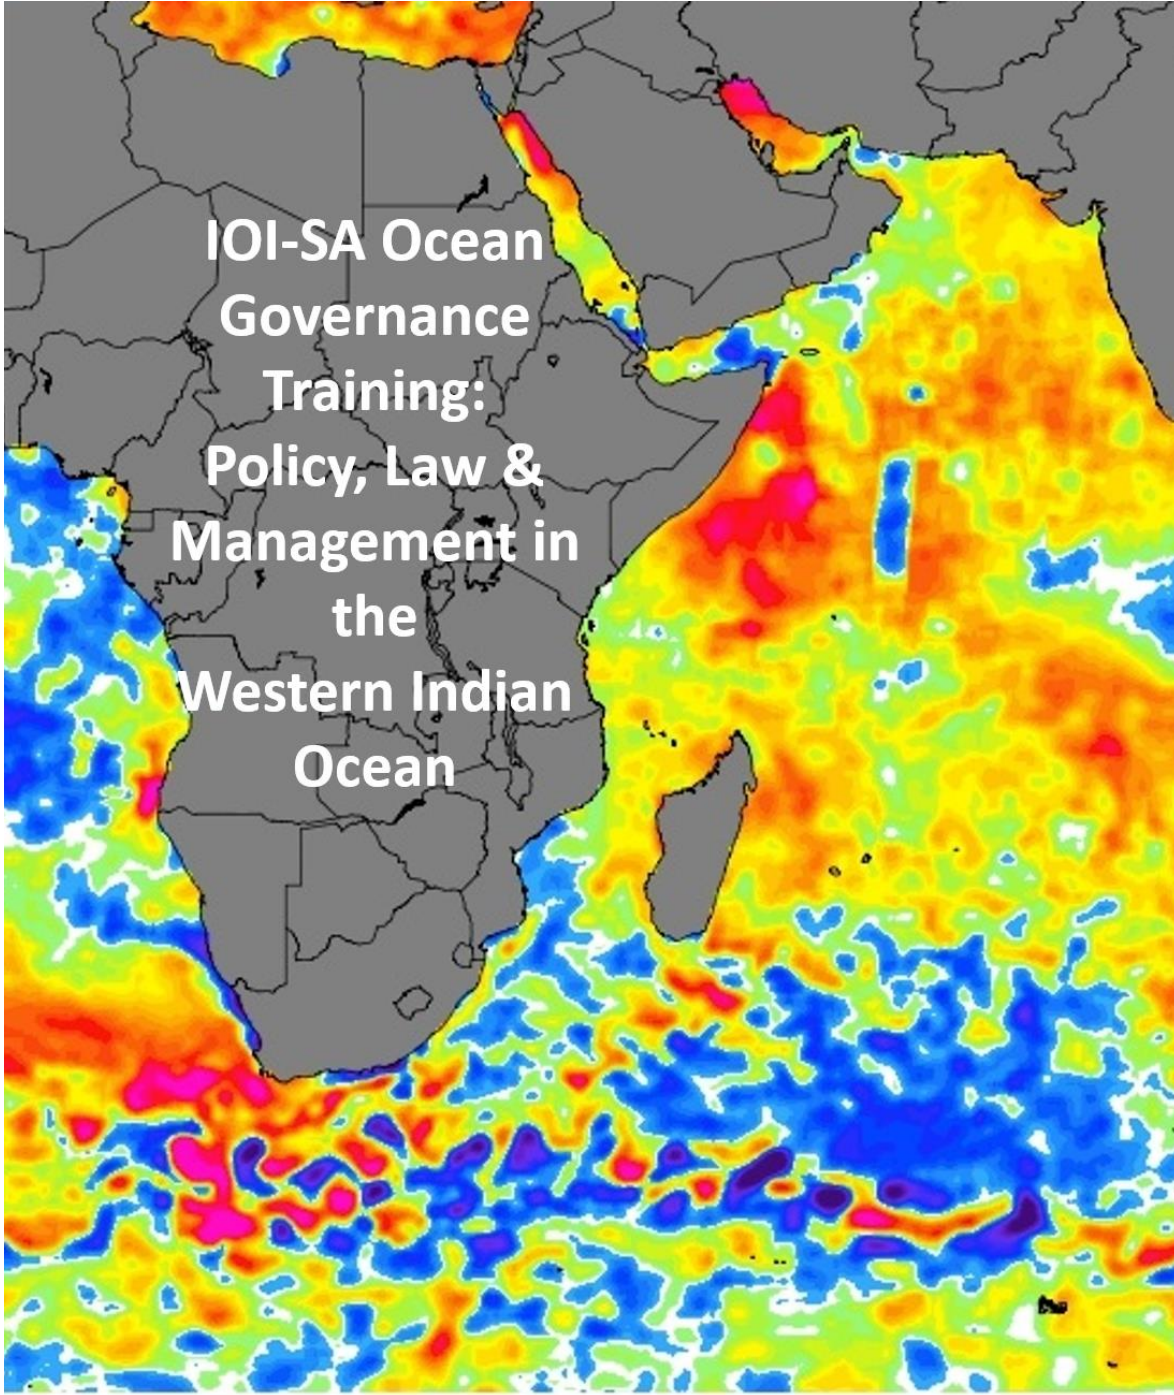 IOI-SA Ocean
Governance
Training:
Policy, Law &
Management in
the
Western Indian
Ocean